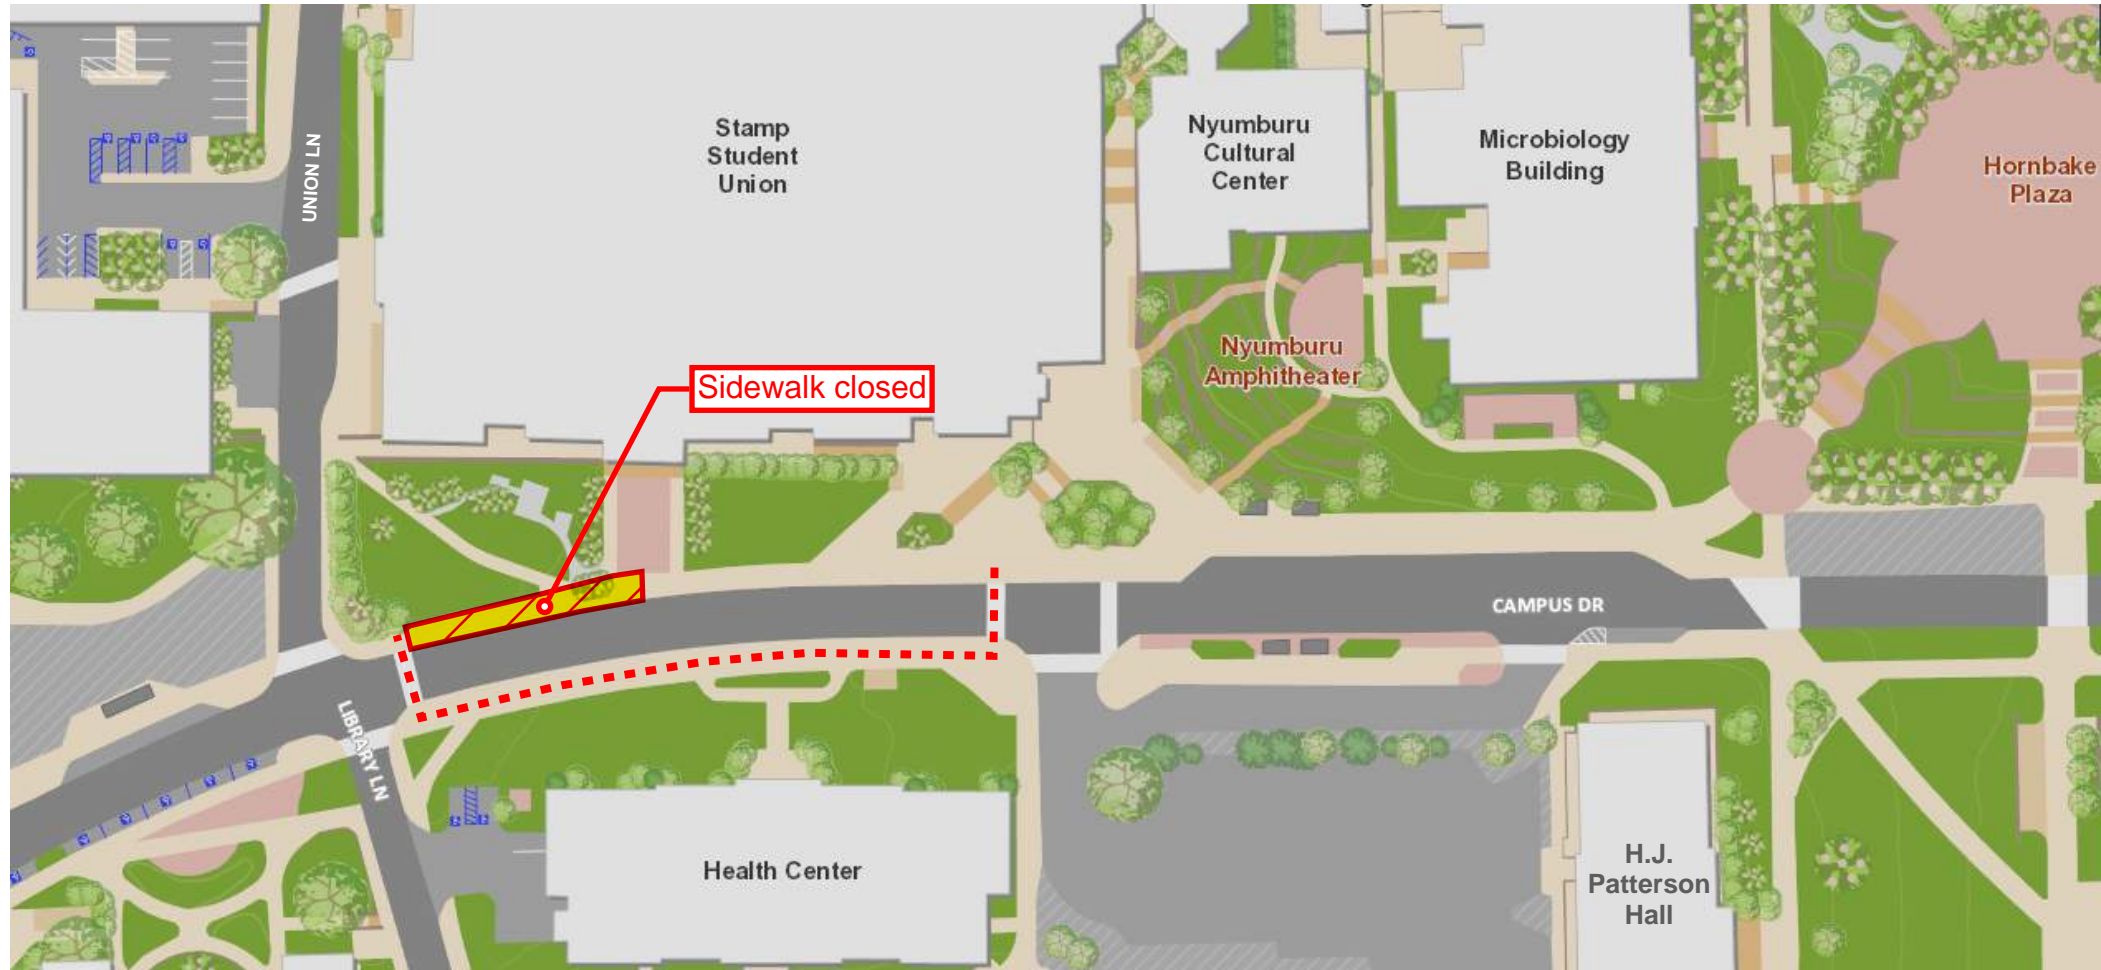 Stamp
Student
Union
Nyumburu
Cultural
Center
Microbiology
Building
Hornbake
Plaza
UNION LN
Nyumburu
Amphitheater
Sidewalk closed
CAMPUS DR
LIBRARY LN
Health Center
H.J.
Patterson
Hall